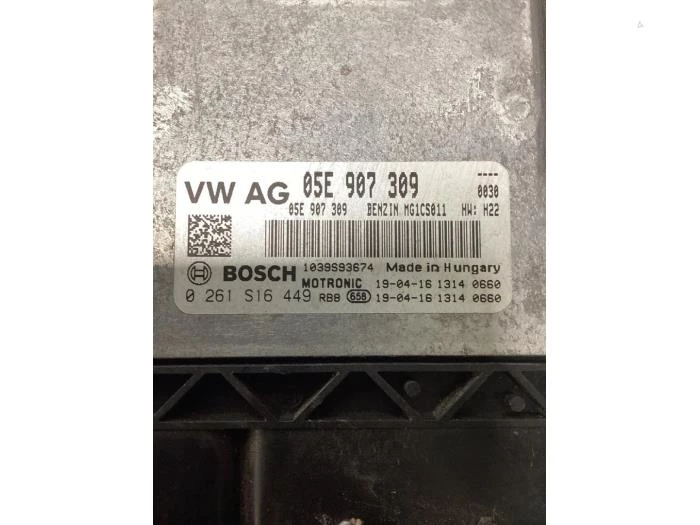 VW AG 05E 907 309 ----
05E 907 309 BENZIN MG1CS011 HW: H22 0030
BOSCH 1039S93674 Made in Hungary
MOTRONIC 19-04-16 1314 0660
0 261 S16 449 RBB 658 19-04-16 1314 0660